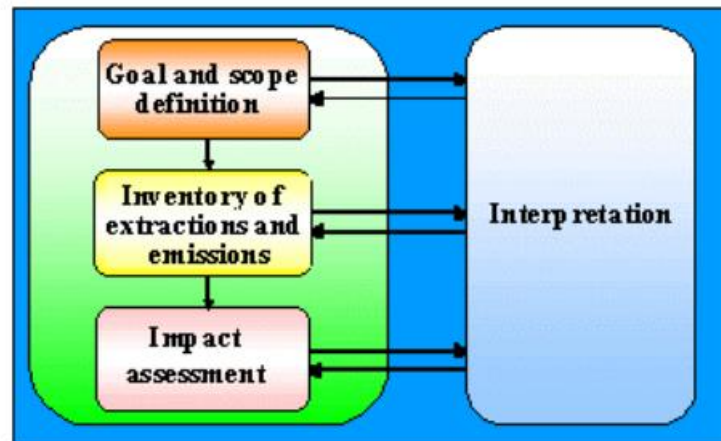 Goal and scope
definition
Inventory of
extractions and
emissions
Interpretation
Impact
assessment